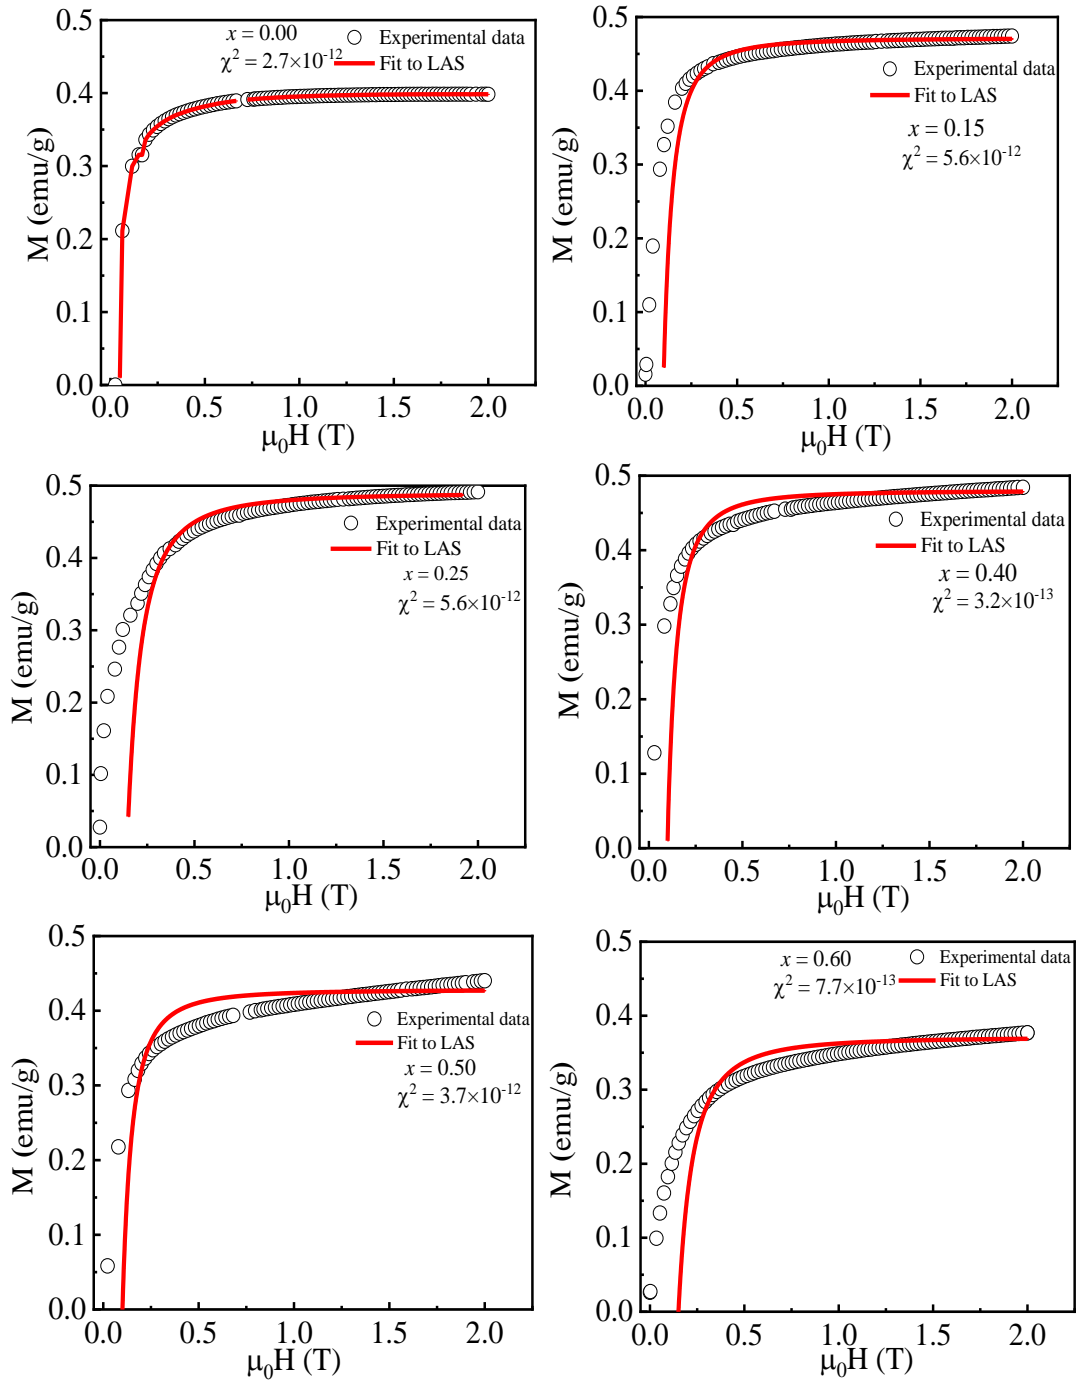 x = 0.00
χ² = 2.7×10⁻¹²
Experimental data
Fit to LAS
M (emu/g)
0.5
0.4
0.3
0.2
0.1
0.0
0.0 0.5 1.0 1.5 2.0
μ₀H (T)
Experimental data
Fit to LAS
x = 0.15
χ² = 5.6×10⁻¹²
M (emu/g)
0.5
0.4
0.3
0.2
0.1
0.0
0.0 0.5 1.0 1.5 2.0
μ₀H (T)
Experimental data
Fit to LAS
x = 0.25
χ² = 5.6×10⁻¹²
M (emu/g)
0.5
0.4
0.3
0.2
0.1
0.0
0.0 0.5 1.0 1.5 2.0
μ₀H (T)
Experimental data
Fit to LAS
x = 0.40
χ² = 3.2×10⁻¹³
M (emu/g)
0.5
0.4
0.3
0.2
0.1
0.0
0.0 0.5 1.0 1.5 2.0
μ₀H (T)
Experimental data
Fit to LAS
x = 0.50
χ² = 3.7×10⁻¹²
M (emu/g)
0.5
0.4
0.3
0.2
0.1
0.0
0.0 0.5 1.0 1.5 2.0
μ₀H (T)
x = 0.60
χ² = 7.7×10⁻¹³
Experimental data
Fit to LAS
M (emu/g)
0.5
0.4
0.3
0.2
0.1
0.0
0.0 0.5 1.0 1.5 2.0
μ₀H (T)